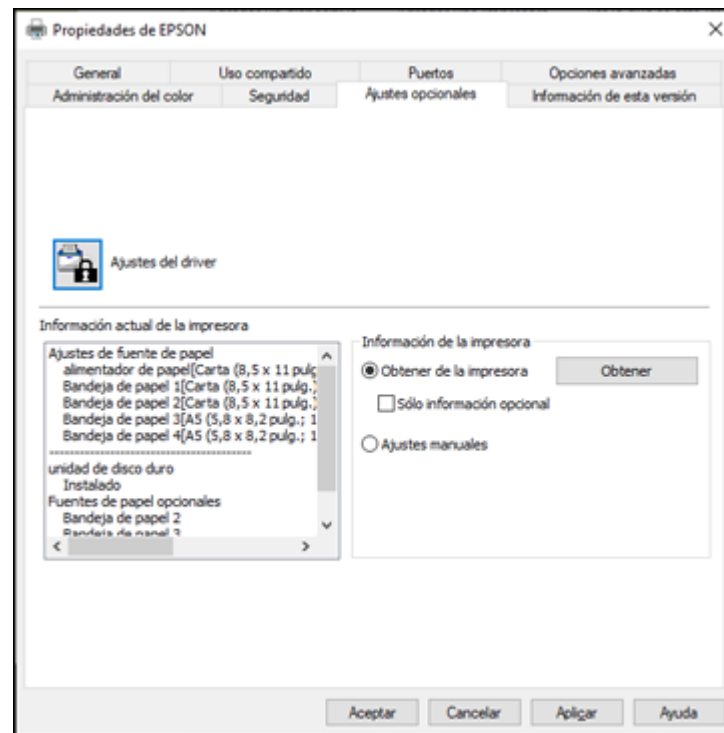 Propiedades de EPSON
General Uso compartido Puertos Opciones avanzadas
Administración del color Seguridad Ajustes opcionales Información de esta versión
Ajustes del driver
Información actual de la impresora
Ajustes de fuente de papel
alimentador de papel[Carta (8,5 x 11 pulg
Bandeja de papel 1[Carta (8,5 x 11 pulg.)
Bandeja de papel 2[Carta (8,5 x 11 pulg.)
Bandeja de papel 3[A5 (5,8 x 8,2 pulg.; 1
Bandeja de papel 4[A5 (5,8 x 8,2 pulg.; 1
unidad de disco duro
Instalado
Fuentes de papel opcionales
Bandeja de papel 2
Bandeja de papel 3
Información de la impresora
Obtener de la impresora Obtener
Sólo información opcional
Ajustes manuales
Aceptar Cancelar Aplicar Ayuda